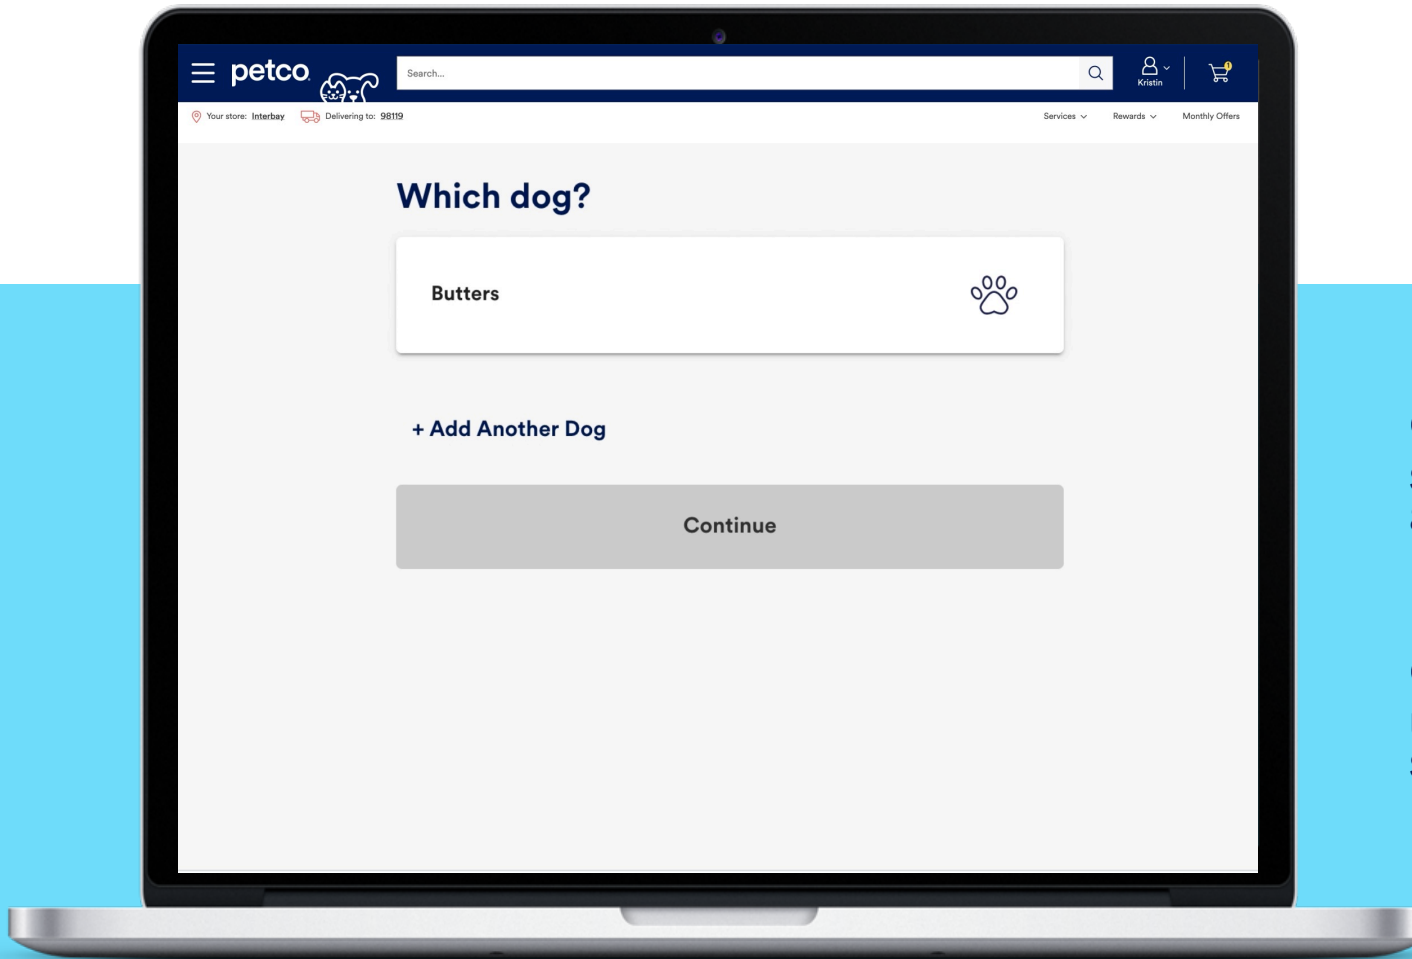 petco
Search...
Kristin
1
Your store: Interbay
Delivering to: 98119
Services
Rewards
Monthly Offers
Which dog?
Butters
+ Add Another Dog
Continue